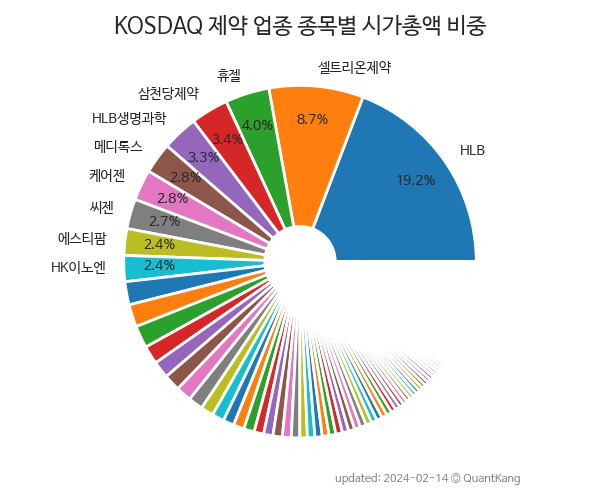 KOSDAQ 제약 업종 종목별 시가총액 비중
셀트리온제약
휴젤
삼천당제약
HLB생명과학
메디톡스
케어젠
씨젠
에스티팜
HK이노엔
HLB
19.2%
8.7%
4.0%
3.4%
3.3%
2.8%
2.8%
2.7%
2.4%
2.4%
updated: 2024-02-14 © QuantKang